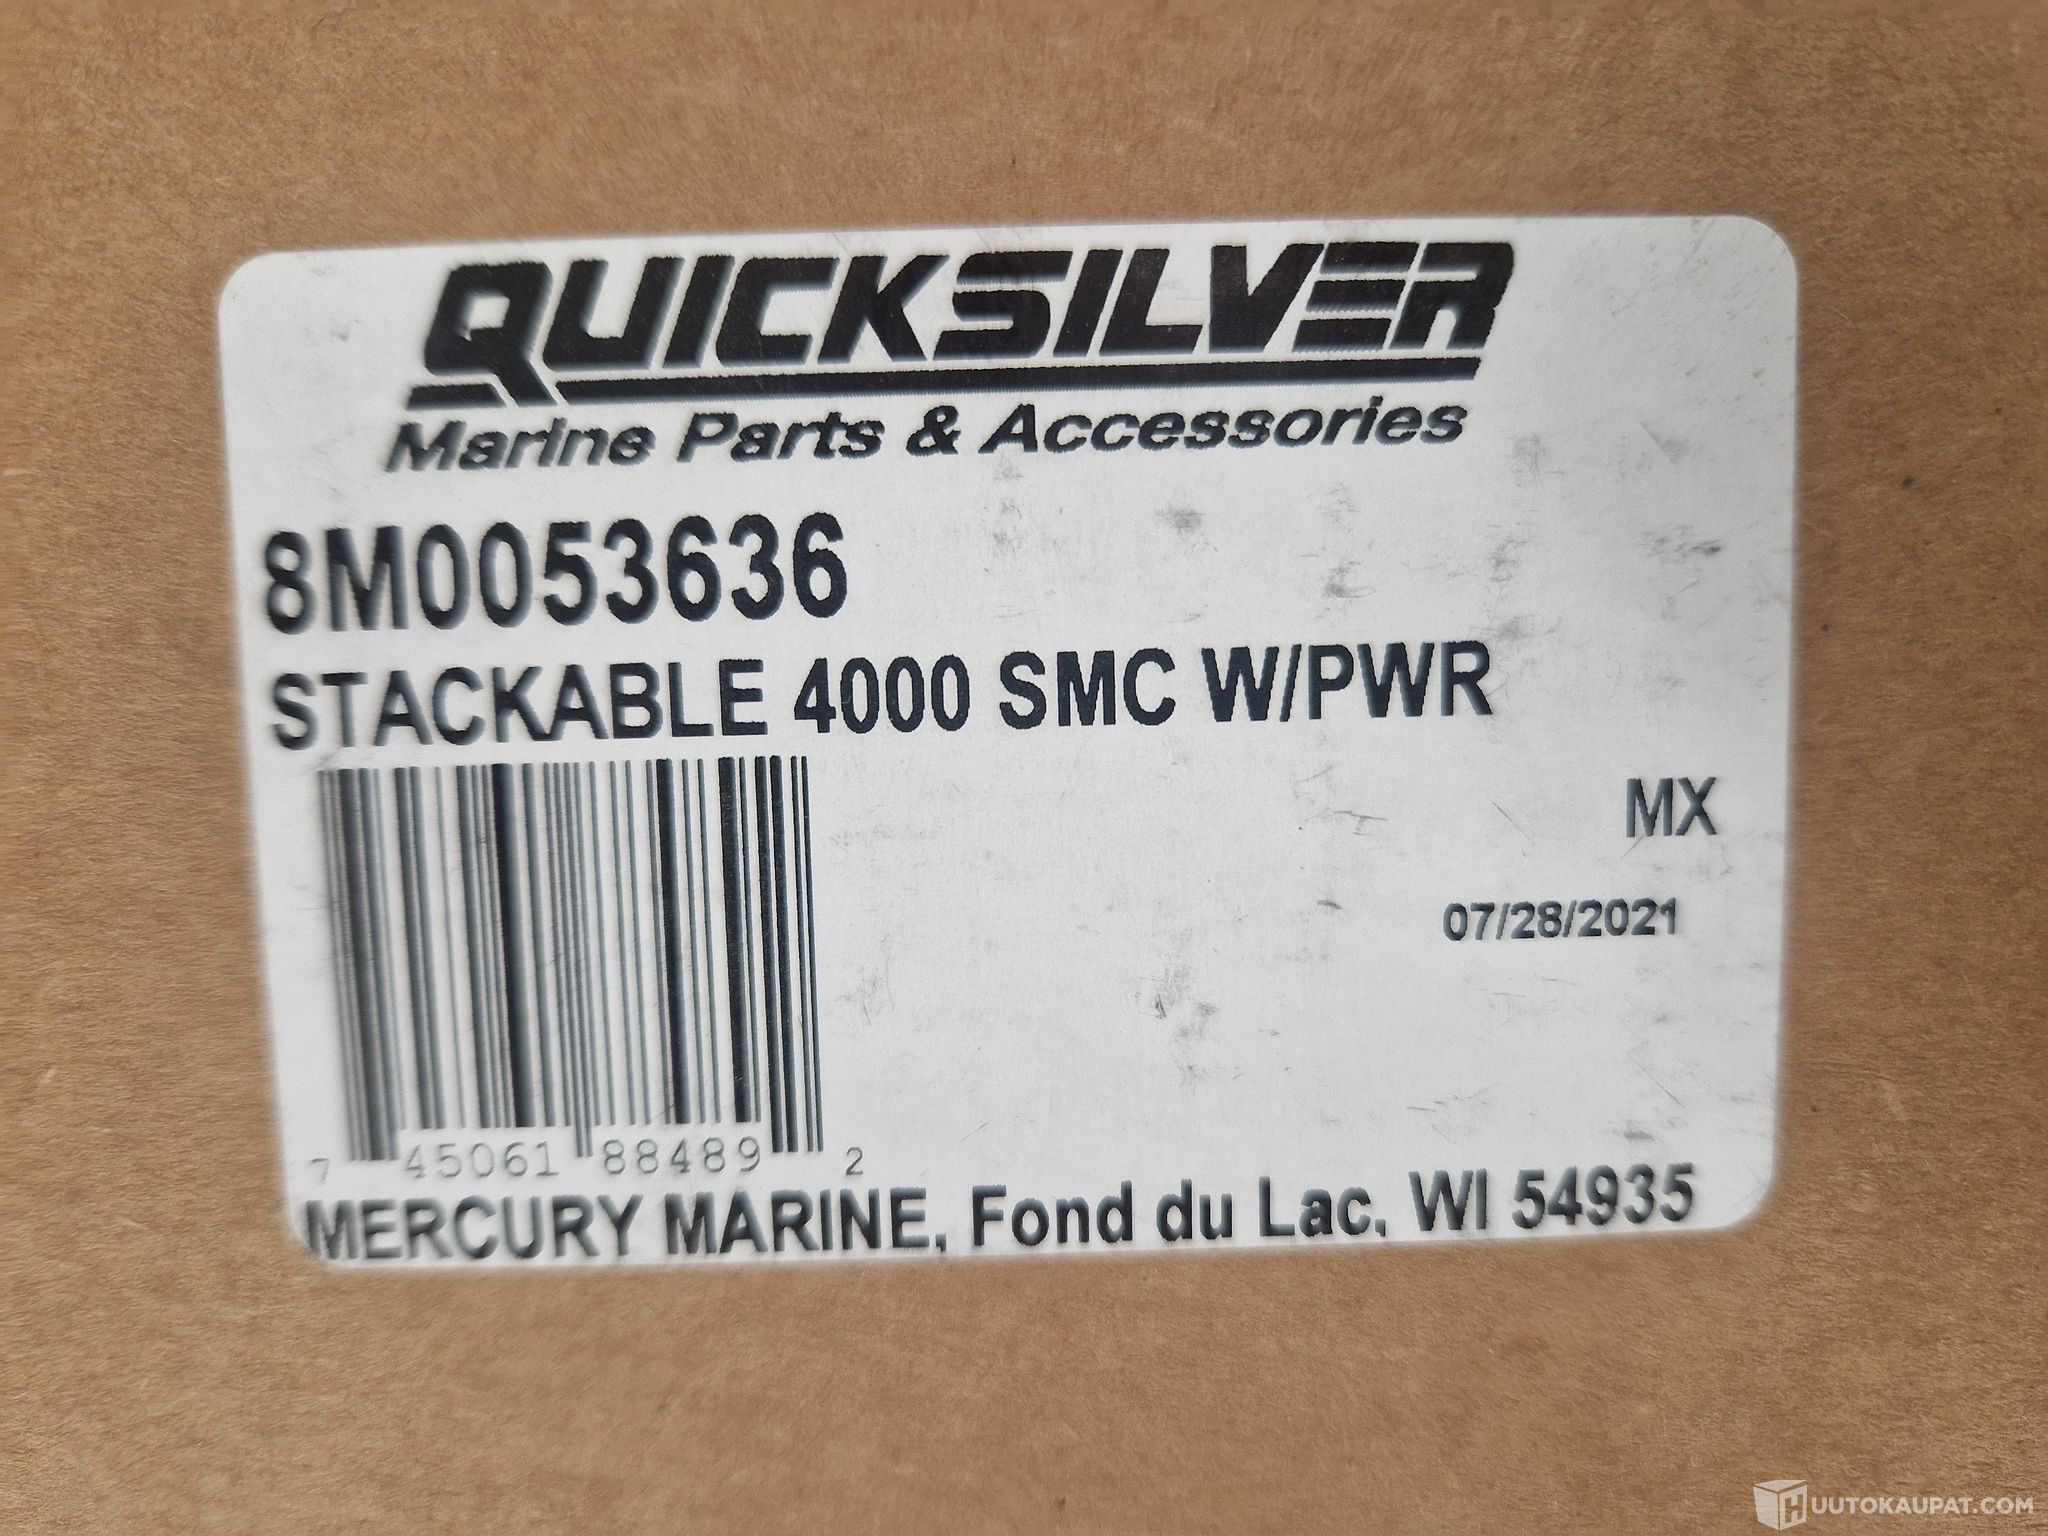 QUICKSILVER
Marine Parts & Accessories
8M0053636
STACKABLE 4000 SMC W/PWR
MX
07/28/2021
7 45061 88489 2
MERCURY MARINE, Fond du Lac, WI 54935
HUUTOKAUPAT.COM